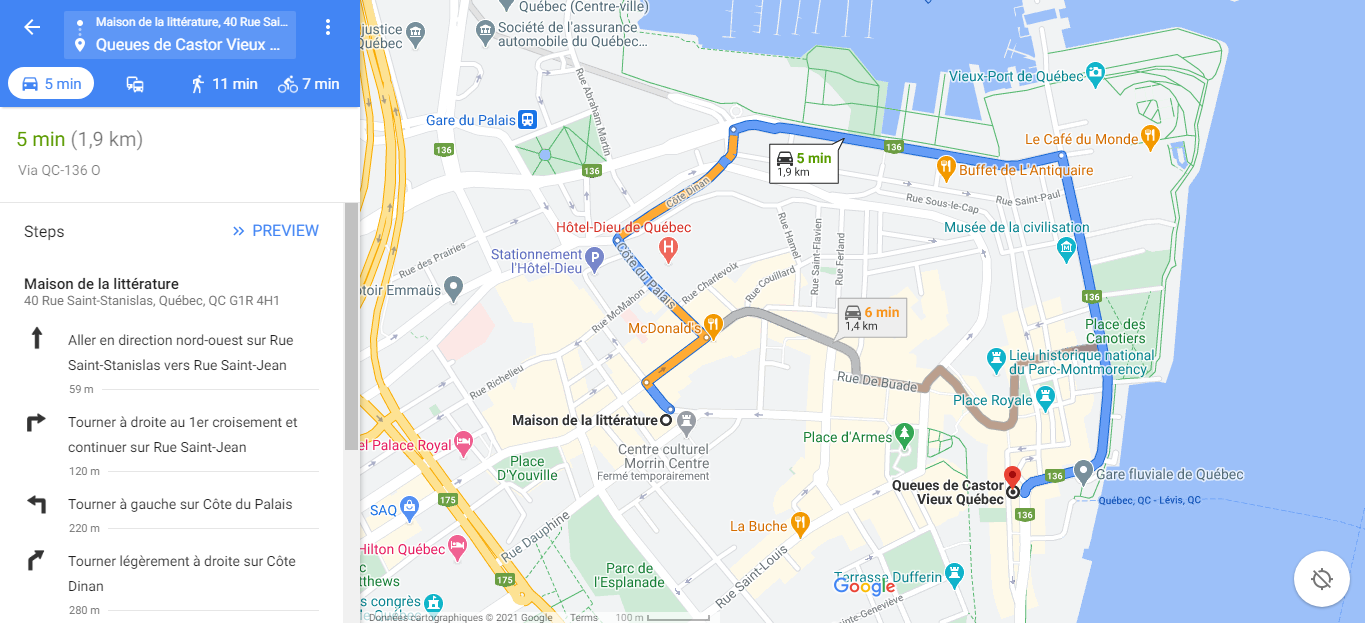 Maison de la littérature, 40 Rue Sai...
Queues de Castor Vieux ...
5 min
11 min
7 min
5 min (1,9 km)
Via QC-136 O
Steps
PREVIEW
Maison de la littérature
40 Rue Saint-Stanislas, Québec, QC G1R 4H1
Aller en direction nord-ouest sur Rue
Saint-Stanislas vers Rue Saint-Jean
59 m
Tourner à droite au 1er croisement et
continuer sur Rue Saint-Jean
120 m
Tourner à gauche sur Côte du Palais
220 m
Tourner légèrement à droite sur Côte
Dinan
280 m
Québec (Centre-ville)
justice
Québec
Société de l'assurance
automobile du Québec...
Rue Abraham Martin
Vieux-Port de Québec
Gare du Palais
136
136
136
Le Café du Monde
5 min
1,9 km
Buffet de L'Antiquaire
Côte Dinan
Rue Sous-le-Cap
Rue Saint-Paul
Hôtel-Dieu de Québec
Musée de la civilisation
Stationnement
l'Hôtel-Dieu
Rue des Prairies
Côte du Palais
Rue Hamel
Rue Saint-Flavien
Rue Ferland
Rue Charlevoix
Rue Couillard
toir Emmaüs
Rue McMahon
136
6 min
1,4 km
McDonald's
Place des
Canotiers
Lieu historique national
du Parc-Montmorency
Rue Richelieu
Rue De Buade
Place Royale
Maison de la littérature
Place d'Armes
el Palace Royal
Centre culturel
Morrin Centre
Fermé temporairement
Place
D'Youville
Gare fluviale de Québec
136
Queues de Castor
Vieux Québec
175
Québec, QC - Lévis, QC
SAQ
136
La Buche
Rue Dauphine
Hilton Québec
Rue Saint-Louis
175
Parc de
l'Esplanade
c
tthews
Terrasse Dufferin
s congrès
Rue Sainte-Geneviève
Google
Données cartographiques © 2021 Google
Terms
100 m